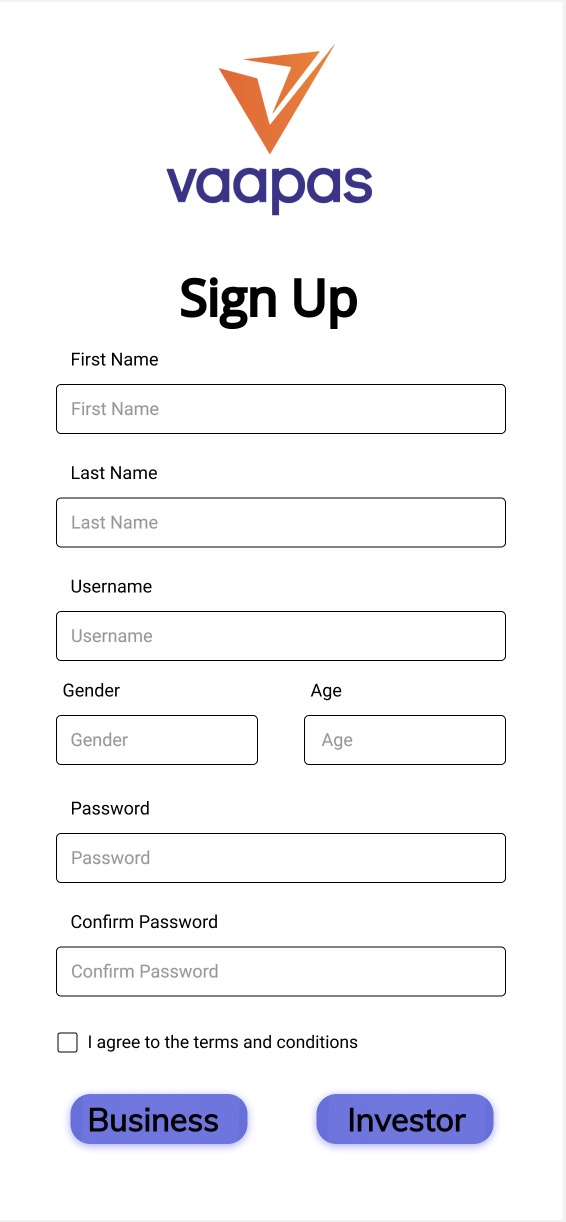 vaapas
Sign Up
First Name
First Name
Last Name
Last Name
Username
Username
Gender Age
Gender Age
Password
Password
Confirm Password
Confirm Password
I agree to the terms and conditions
Business Investor